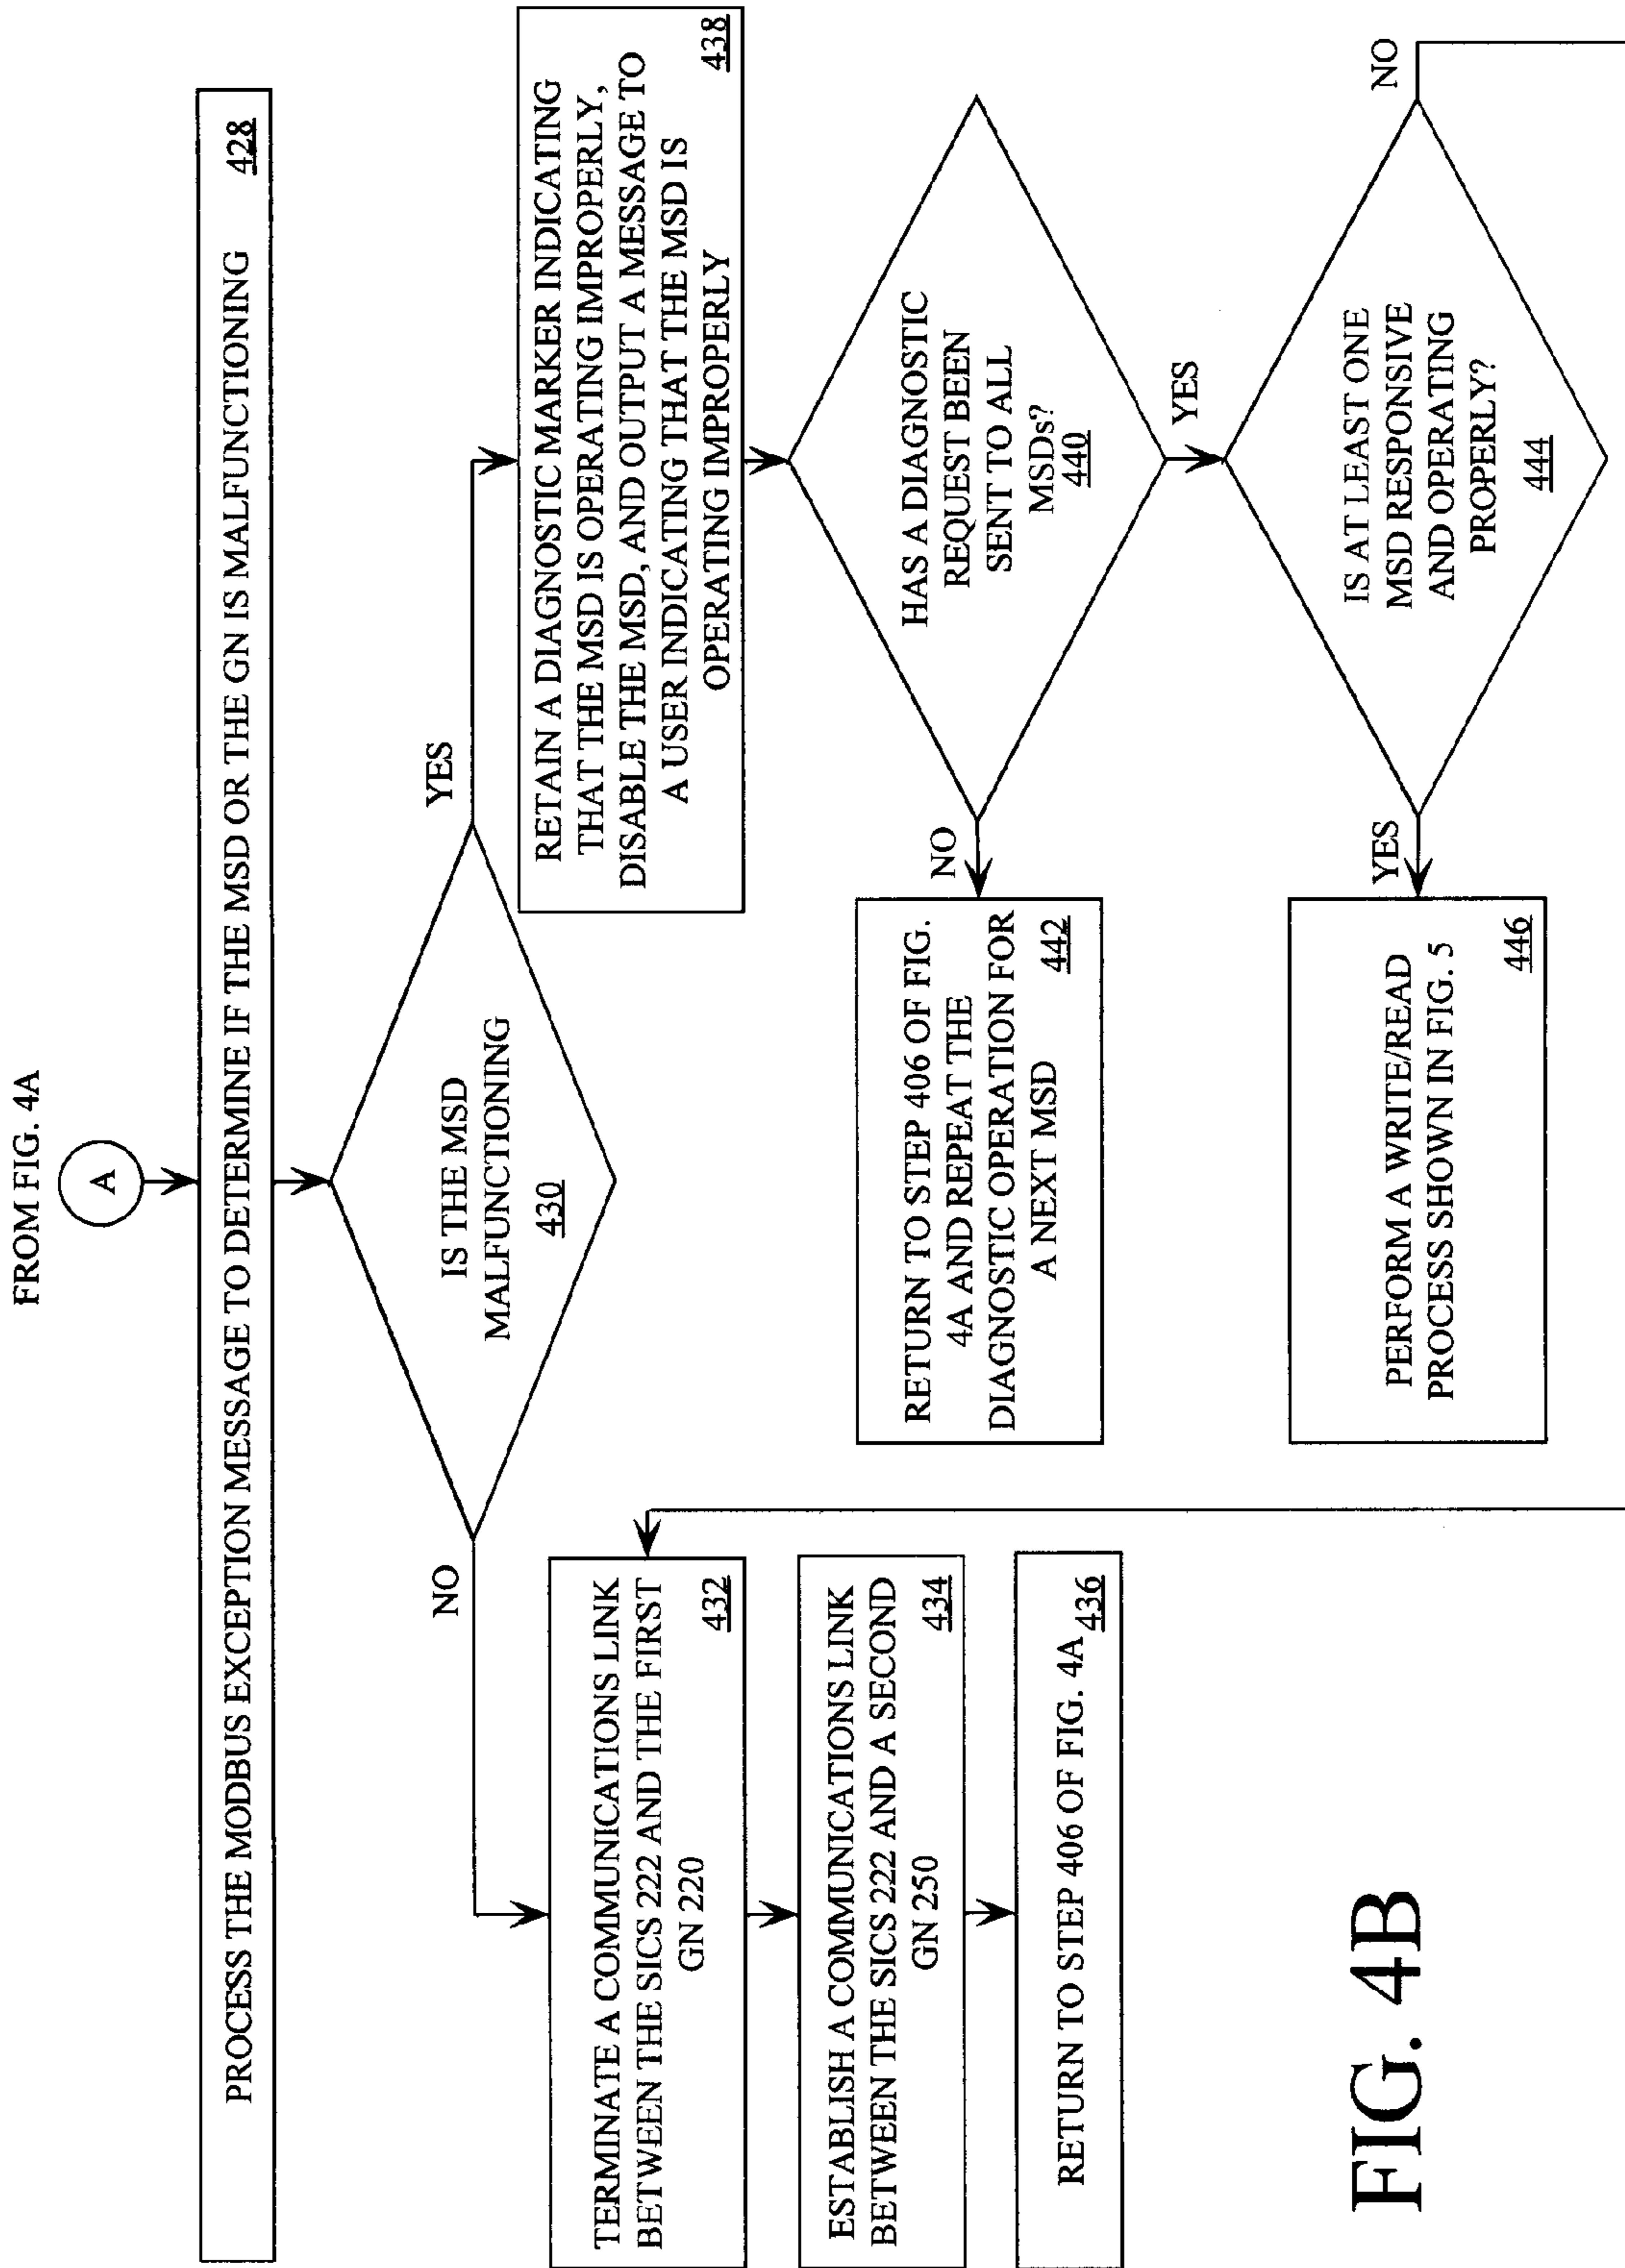 FROM FIG. 4A
A
PROCESS THE MODBUS EXCEPTION MESSAGE TO DETERMINE IF THE MSD OR THE GN IS MALFUNCTIONING
428
IS THE MSD
MALFUNCTIONING
430
NO
YES
TERMINATE A COMMUNICATIONS LINK
BETWEEN THE SICS 222 AND THE FIRST
GN 220
432
ESTABLISH A COMMUNICATIONS LINK
BETWEEN THE SICS 222 AND A SECOND
GN 250
434
RETURN TO STEP 406 OF FIG. 4A
436
RETAIN A DIAGNOSTIC MARKER INDICATING
THAT THE MSD IS OPERATING IMPROPERLY,
DISABLE THE MSD, AND OUTPUT A MESSAGE TO
A USER INDICATING THAT THE MSD IS
OPERATING IMPROPERLY
438
HAS A DIAGNOSTIC
REQUEST BEEN
SENT TO ALL
MSDs?
440
NO
YES
RETURN TO STEP 406 OF FIG.
4A AND REPEAT THE
DIAGNOSTIC OPERATION FOR
A NEXT MSD
442
IS AT LEAST ONE
MSD RESPONSIVE
AND OPERATING
PROPERLY?
444
YES
NO
PERFORM A WRITE/READ
PROCESS SHOWN IN FIG. 5
446
FIG. 4B